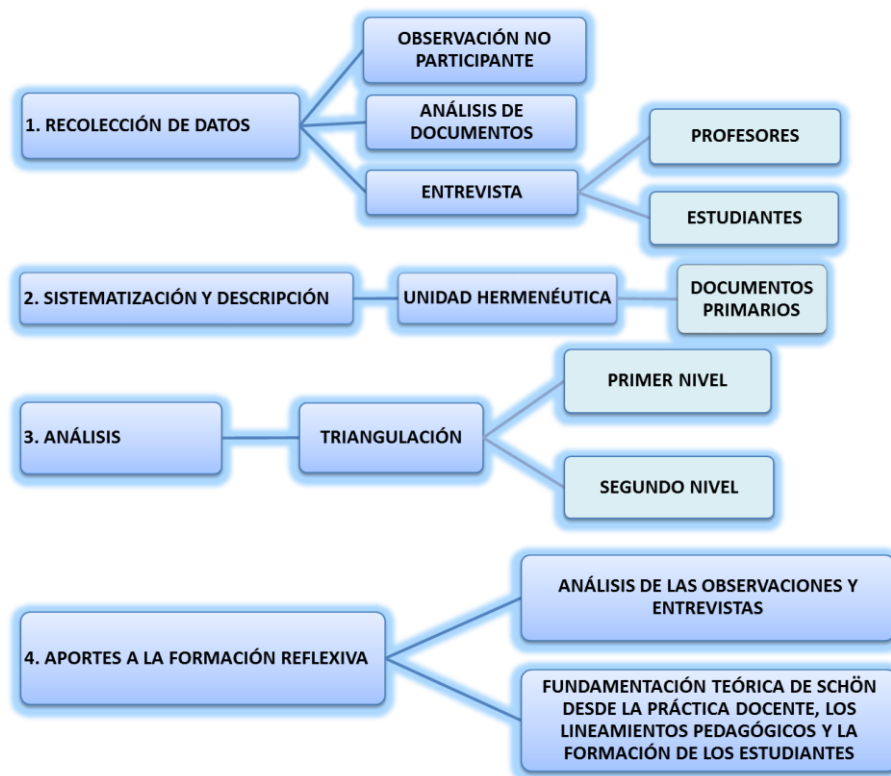 OBSERVACIÓN NO
PARTICIPANTE
1. RECOLECCIÓN DE DATOS
ANÁLISIS DE
DOCUMENTOS
PROFESORES
ENTREVISTA
ESTUDIANTES
2. SISTEMATIZACIÓN Y DESCRIPCIÓN
UNIDAD HERMENÉUTICA
DOCUMENTOS
PRIMARIOS
PRIMER NIVEL
3. ANÁLISIS
TRIANGULACIÓN
SEGUNDO NIVEL
ANÁLISIS DE LAS OBSERVACIONES Y
ENTREVISTAS
4. APORTES A LA FORMACIÓN REFLEXIVA
FUNDAMENTACIÓN TEÓRICA DE SCHÖN
DESDE LA PRÁCTICA DOCENTE, LOS
LINEAMIENTOS PEDAGÓGICOS Y LA
FORMACIÓN DE LOS ESTUDIANTES